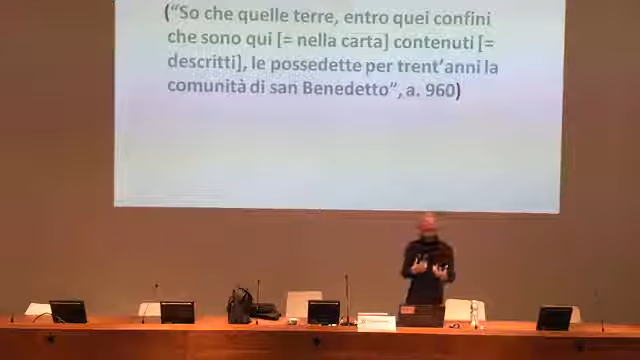 (“So che quelle terre, entro quei confini
che sono qui [= nella carta] contenuti [=
descritti], le possedette per trent’anni la
comunità di san Benedetto”, a. 960)